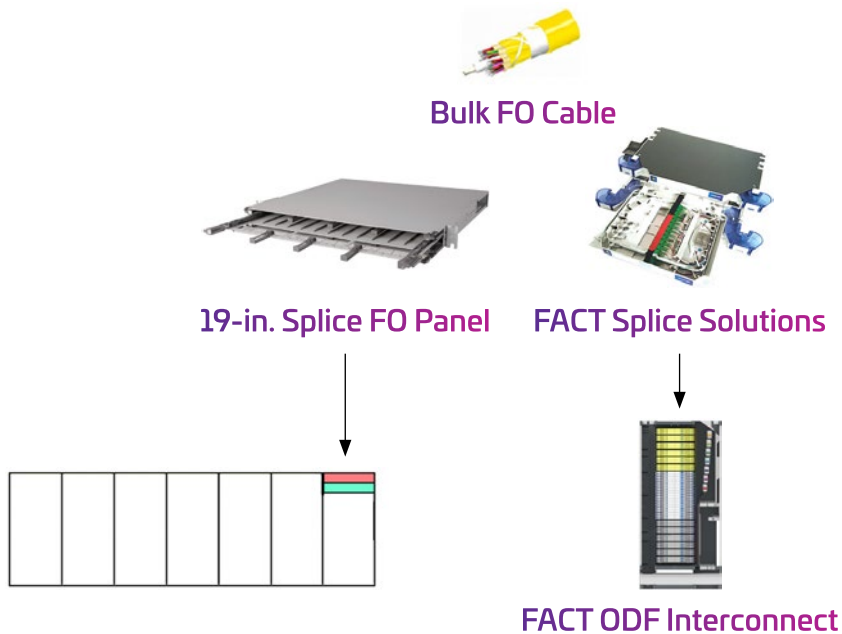 Bulk FO Cable
19-in. Splice FO Panel
FACT Splice Solutions
FACT ODF Interconnect